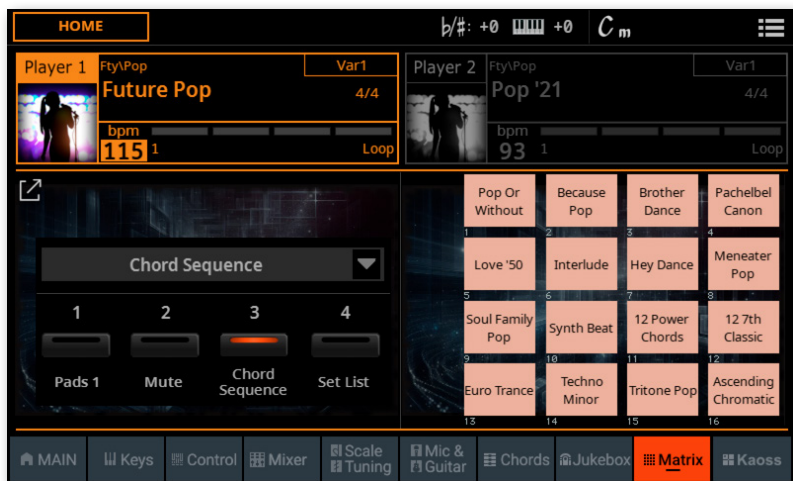 HOME
b/#: +0 +0 Cm
Player 1 Fty\Pop Var1
Future Pop 4/4
bpm
115 1 Loop
Player 2 Fty\Pop Var1
Pop '21 4/4
bpm
93 1 Loop
Chord Sequence
1 2 3 4
Pads 1 Mute Chord Sequence Set List
Pop Or Without
Because Pop
Brother Dance
Pachelbel Canon
1 2 3 4
Love '50
Interlude
Hey Dance
Meneater Pop
5 6 7 8
Soul Family Pop
Synth Beat
12 Power Chords
12 7th Classic
9 10 11 12
Euro Trance
Techno Minor
Tritone Pop
Ascending Chromatic
13 14 15 16
MAIN Keys Control Mixer Scale Tuning Mic & Guitar Chords Jukebox Matrix Kaoss